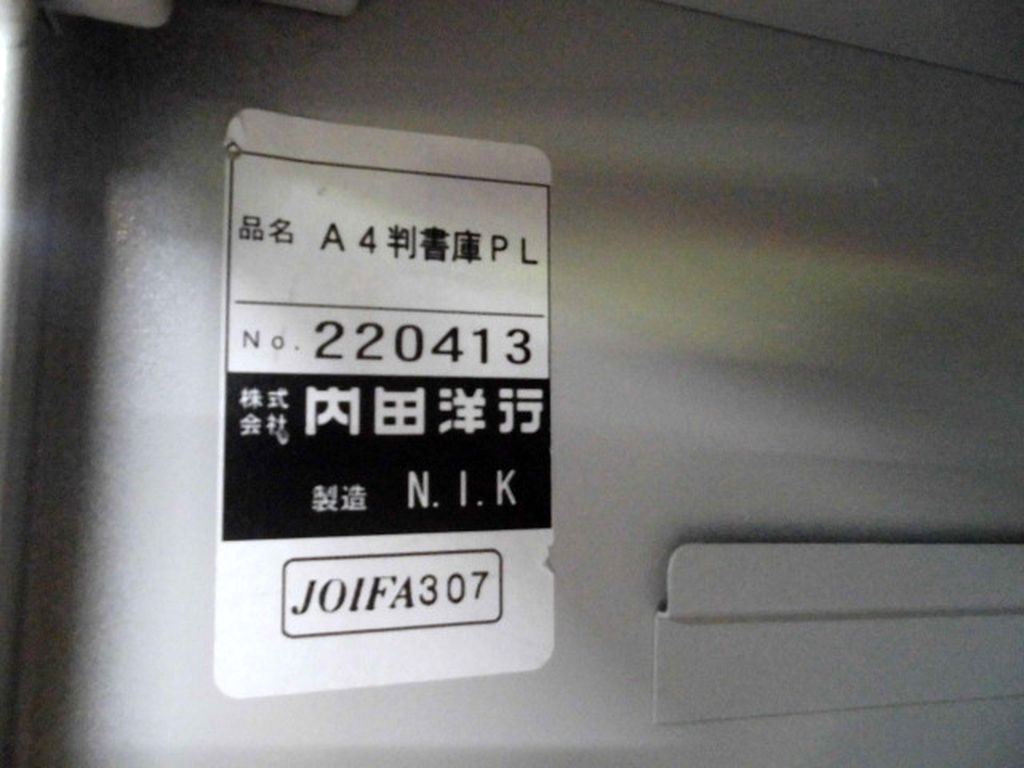 品名 A4判書庫PL
No. 220413
株式会社 内田洋行
製造 N.I.K
JOIFA307